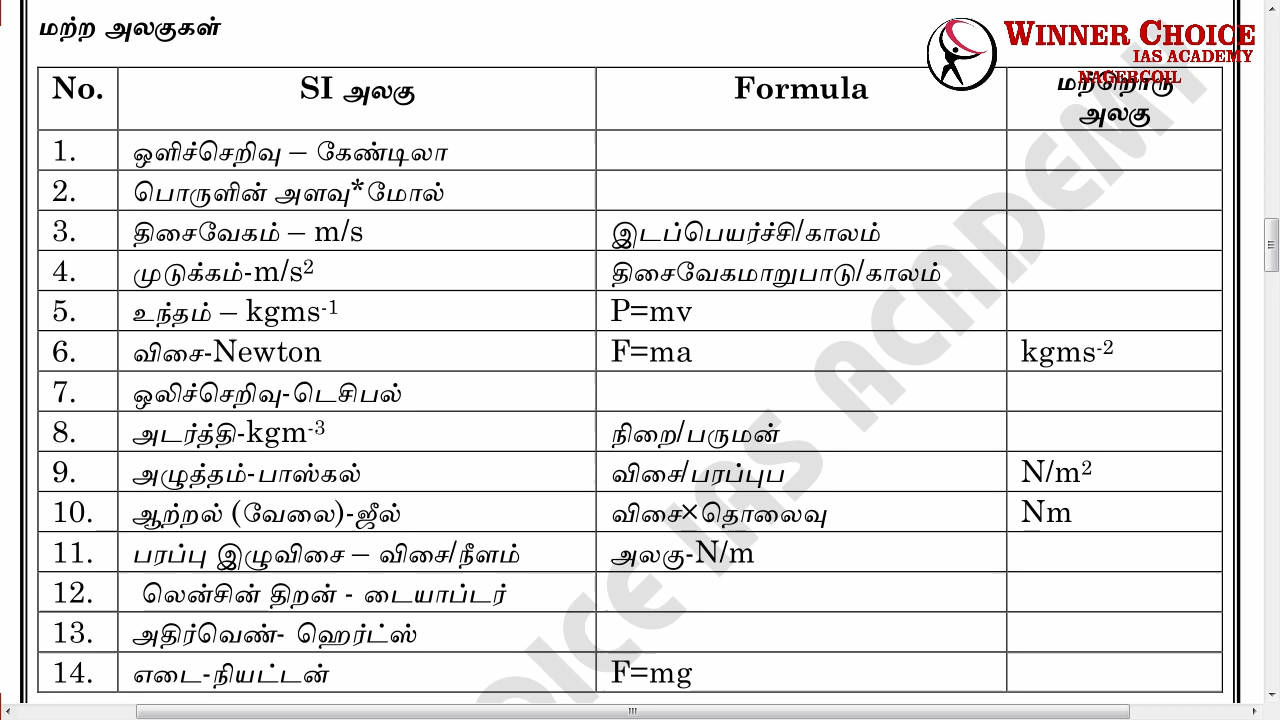 மற்ற அலகுகள்
WINNER CHOICE
IAS ACADEMY
NAGERCOIL
No. SI அலகு Formula மற்றொரு அலகு
1. ஒளிச்செறிவு – கேண்டிலா
2. பொருளின் அளவு*மோல்
3. திசைவேகம் – m/s இடப்பெயர்ச்சி/காலம்
4. முடுக்கம்-m/s² திசைவேகமாறுபாடு/காலம்
5. உந்தம் – kgms⁻¹ P=mv
6. விசை-Newton F=ma kgms⁻²
7. ஒலிச்செறிவு-டெசிபல்
8. அடர்த்தி-kgm⁻³ நிறை/பருமன்
9. அழுத்தம்-பாஸ்கல் விசை/பரப்புப N/m²
10. ஆற்றல் (வேலை)-ஜீல் விசை×தொலைவு Nm
11. பரப்பு இழுவிசை – விசை/நீளம் அலகு-N/m
12. லென்சின் திறன் - டையாப்டர்
13. அதிர்வெண்- ஹெர்ட்ஸ்
14. எடை-நியட்டன் F=mg
OICE IAS ACADEMY